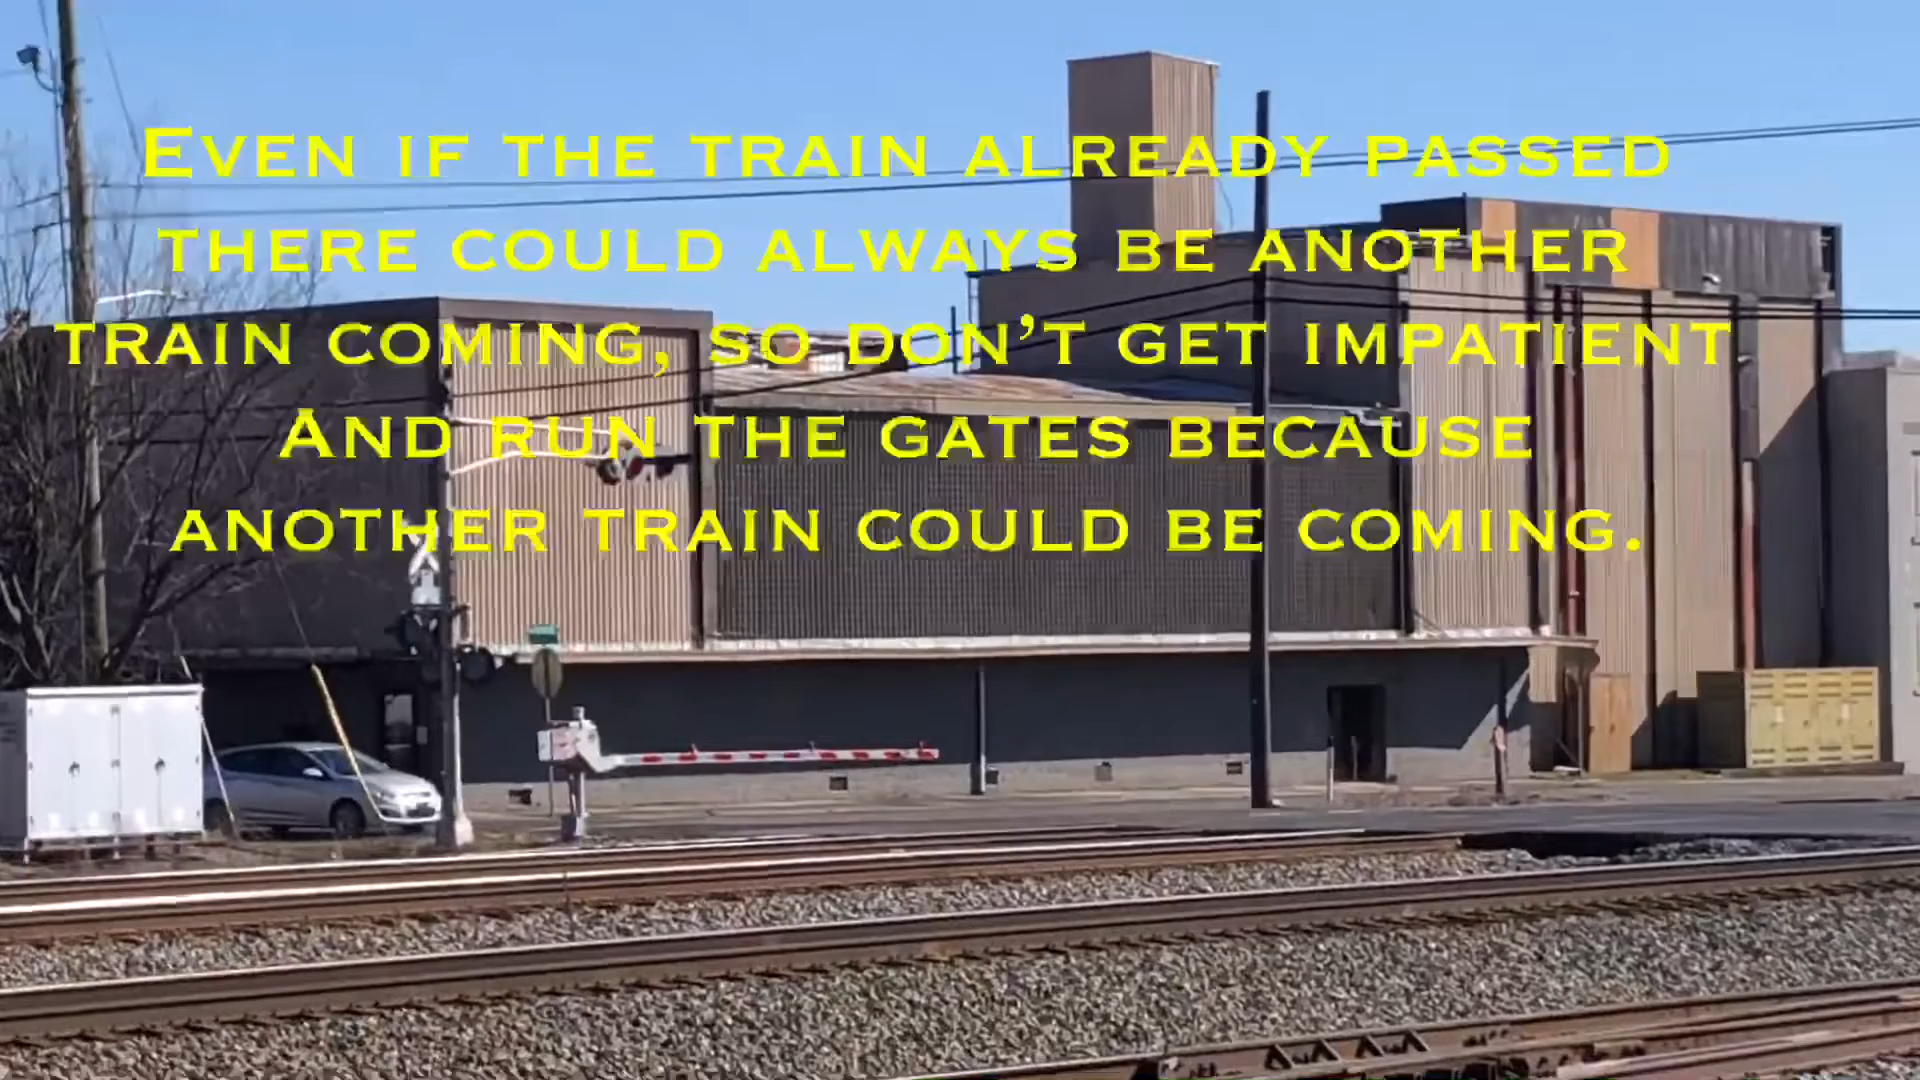 Even if the train already passed
there could always be another
train coming, so don’t get impatient
And run the gates because
another train could be coming.